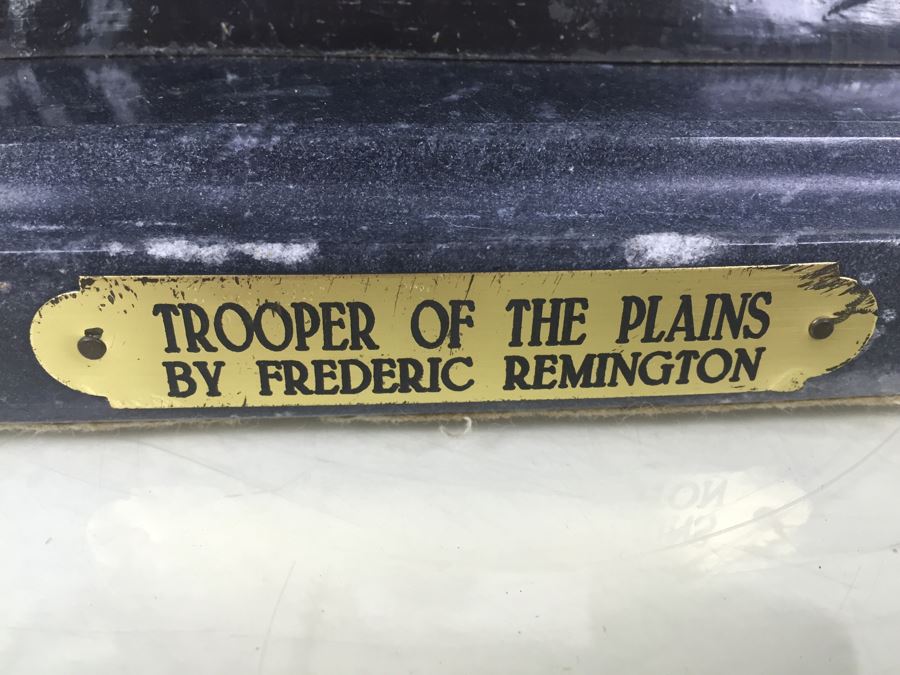 TROOPER OF THE PLAINS
BY FREDERIC REMINGTON